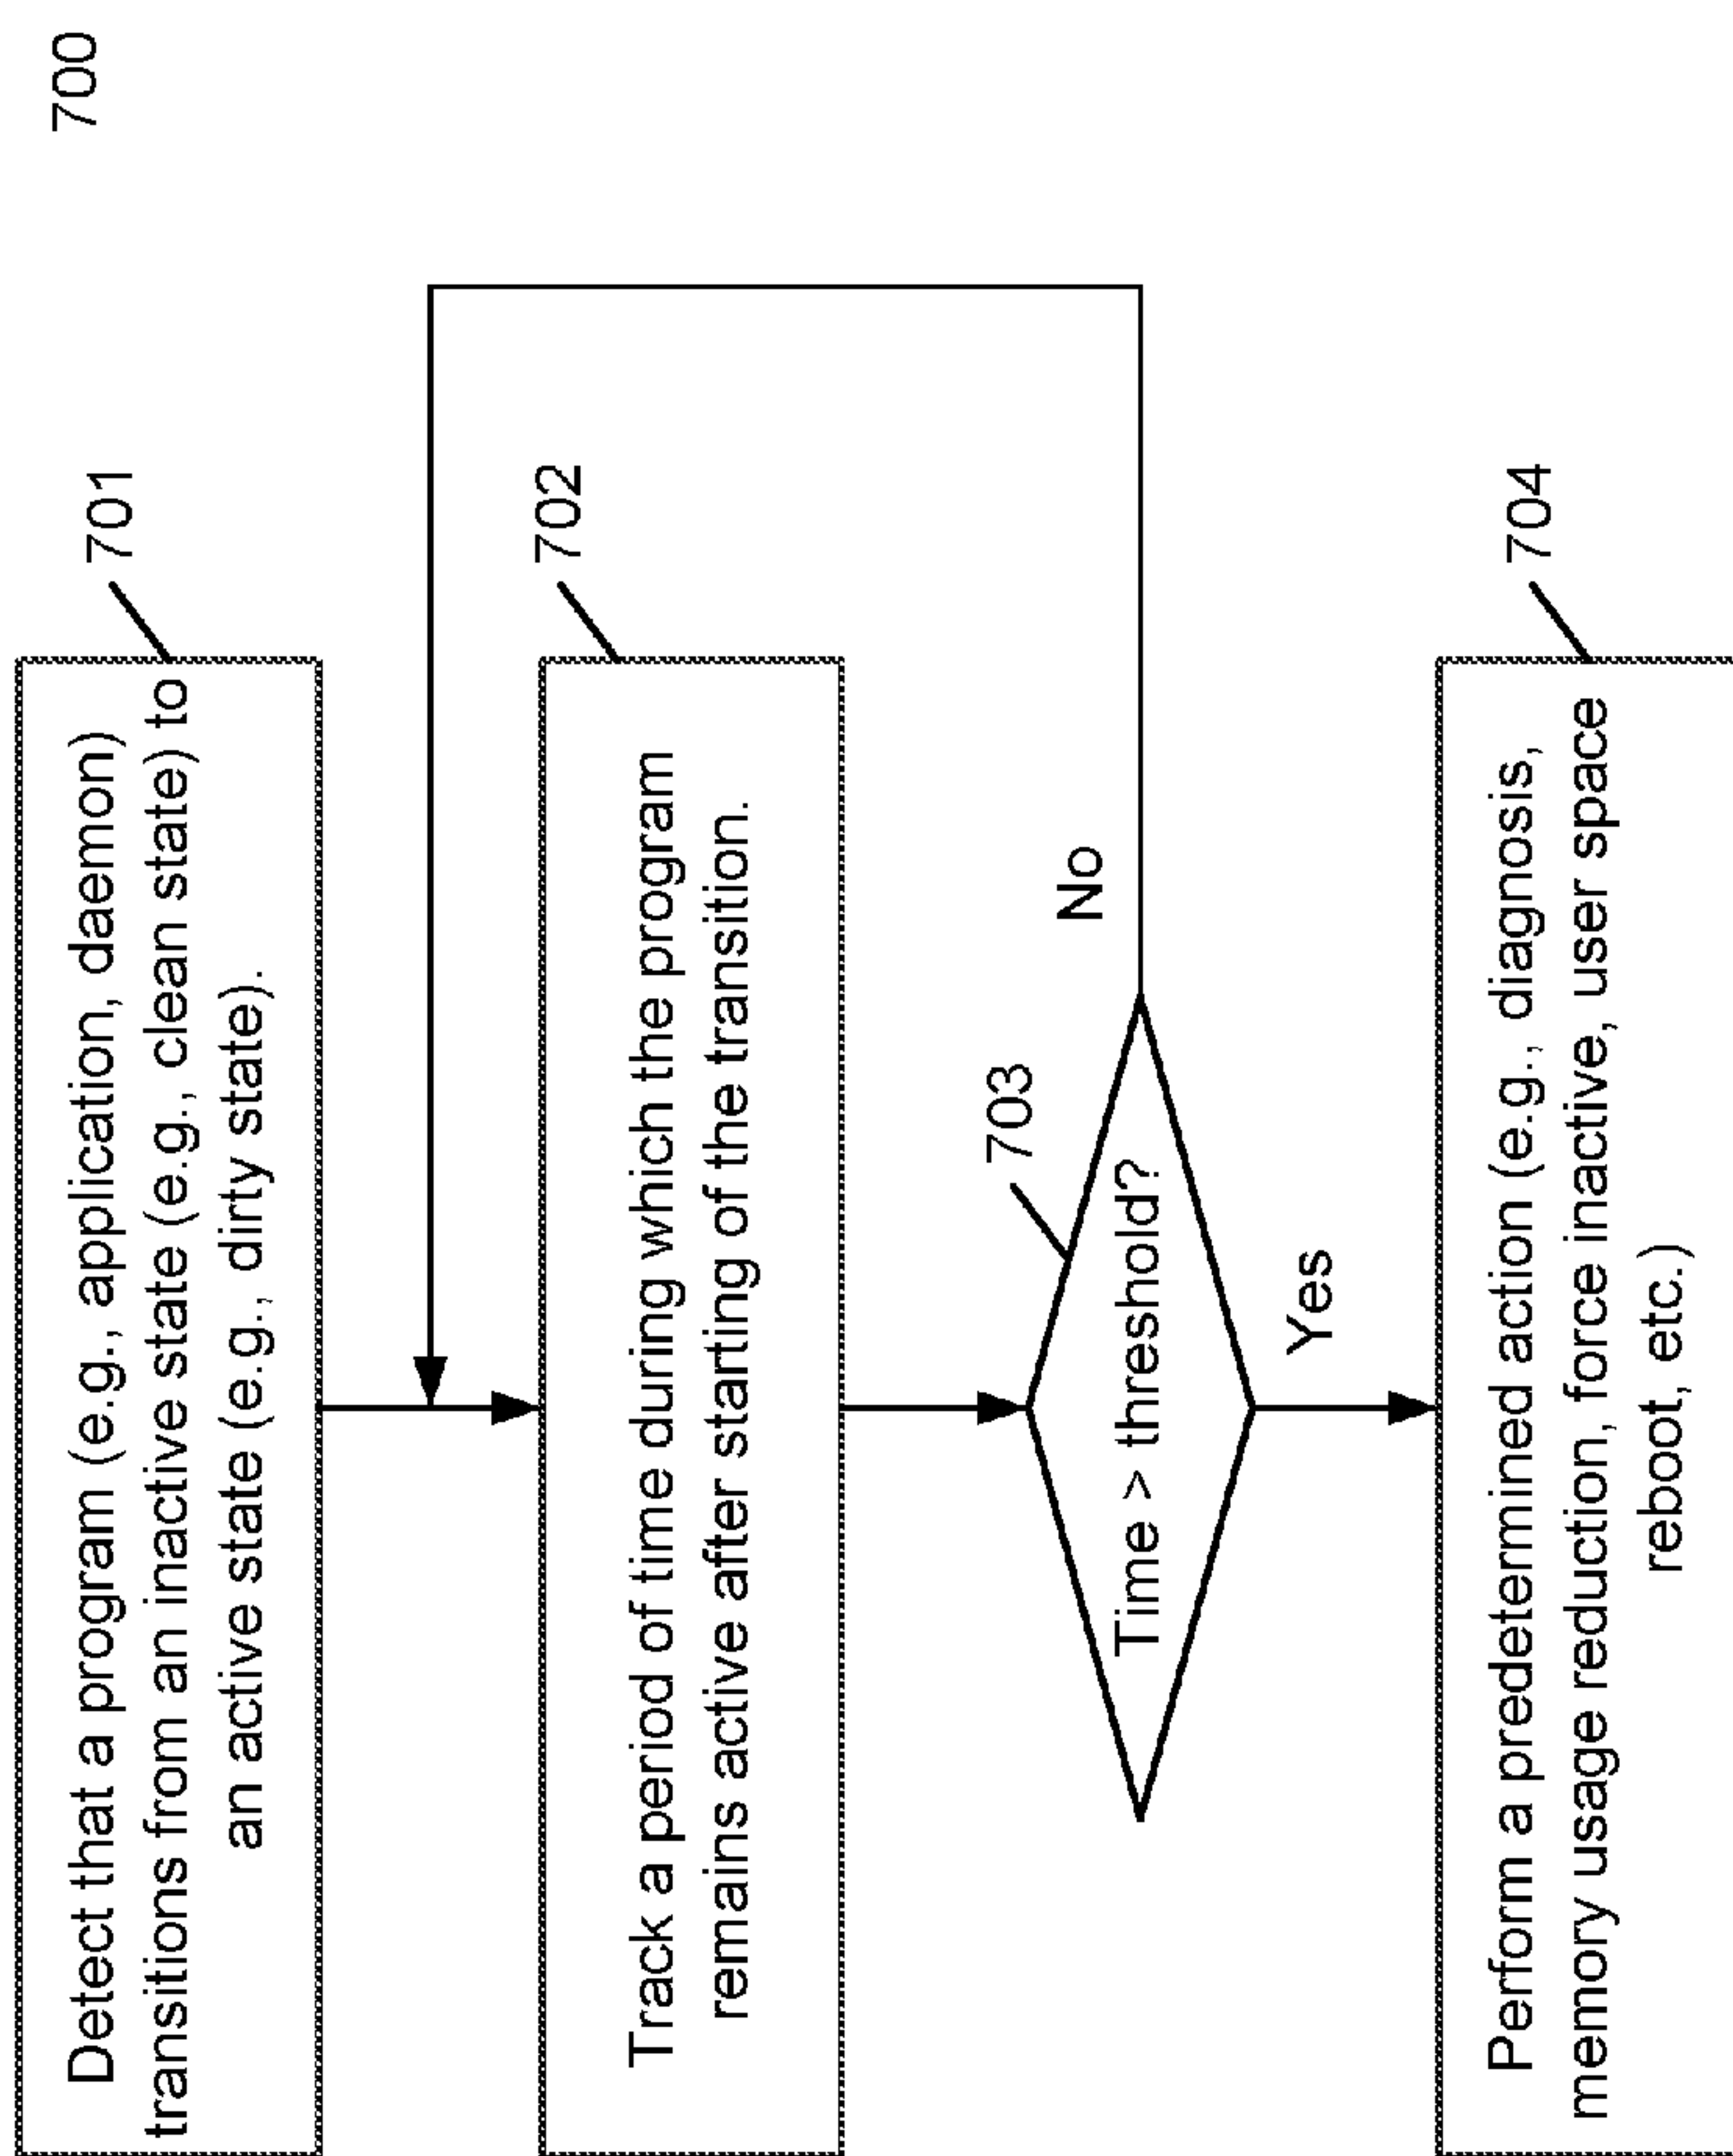 700
701
Detect that a program (e.g., application, daemon)
transitions from an inactive state (e.g., clean state) to
an active state (e.g., dirty state).
702
Track a period of time during which the program
remains active after starting of the transition.
703
Time > threshold?
No
Yes
704
Perform a predetermined action (e.g., diagnosis,
memory usage reduction, force inactive, user space
reboot, etc.)